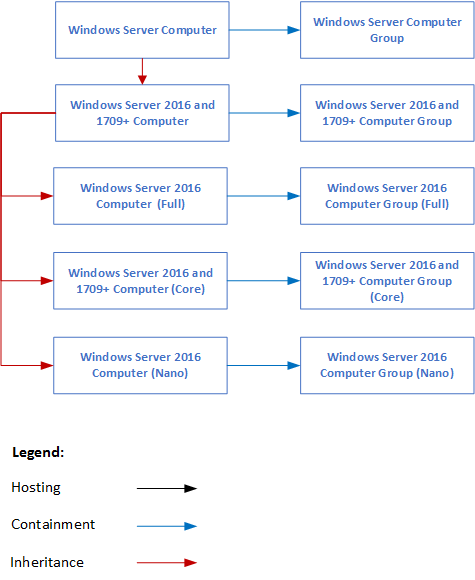 Windows Server Computer
Windows Server Computer
Group
Windows Server 2016 and
1709+ Computer
Windows Server 2016 and
1709+ Computer Group
Windows Server 2016
Computer (Full)
Windows Server 2016
Computer Group (Full)
Windows Server 2016 and
1709+ Computer (Core)
Windows Server 2016 and
1709+ Computer Group
(Core)
Windows Server 2016
Computer (Nano)
Windows Server 2016
Computer Group (Nano)
Legend:
Hosting
Containment
Inheritance